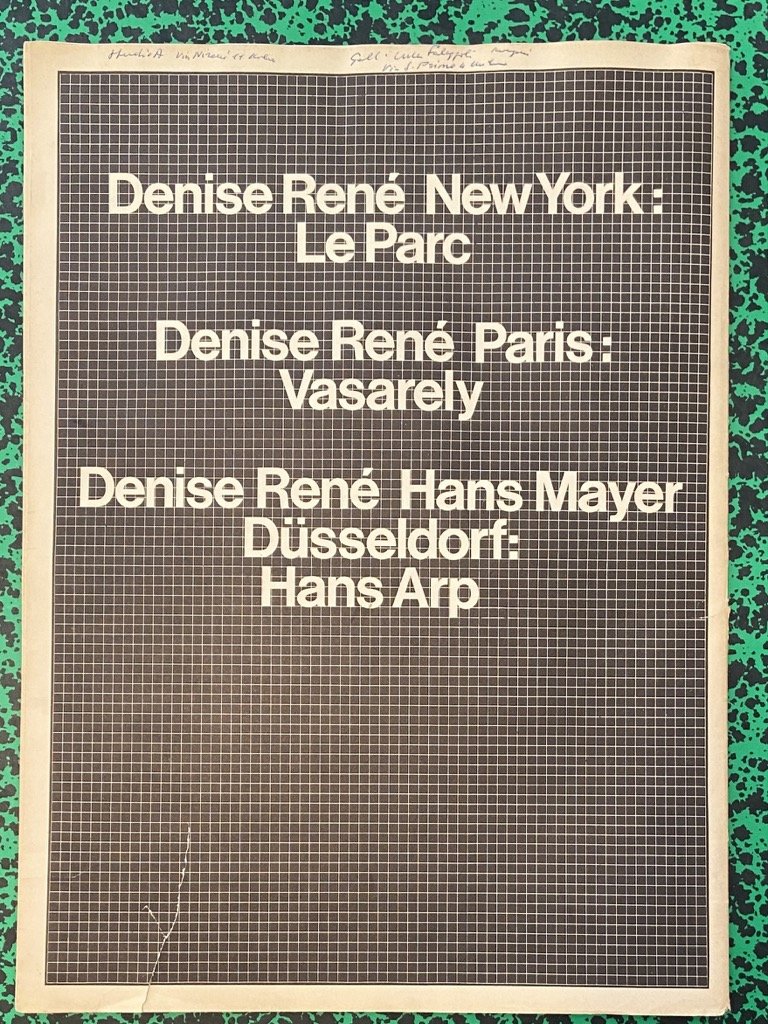 Denise René New York:
Le Parc
Denise René Paris:
Vasarely
Denise René Hans Mayer
Düsseldorf:
Hans Arp